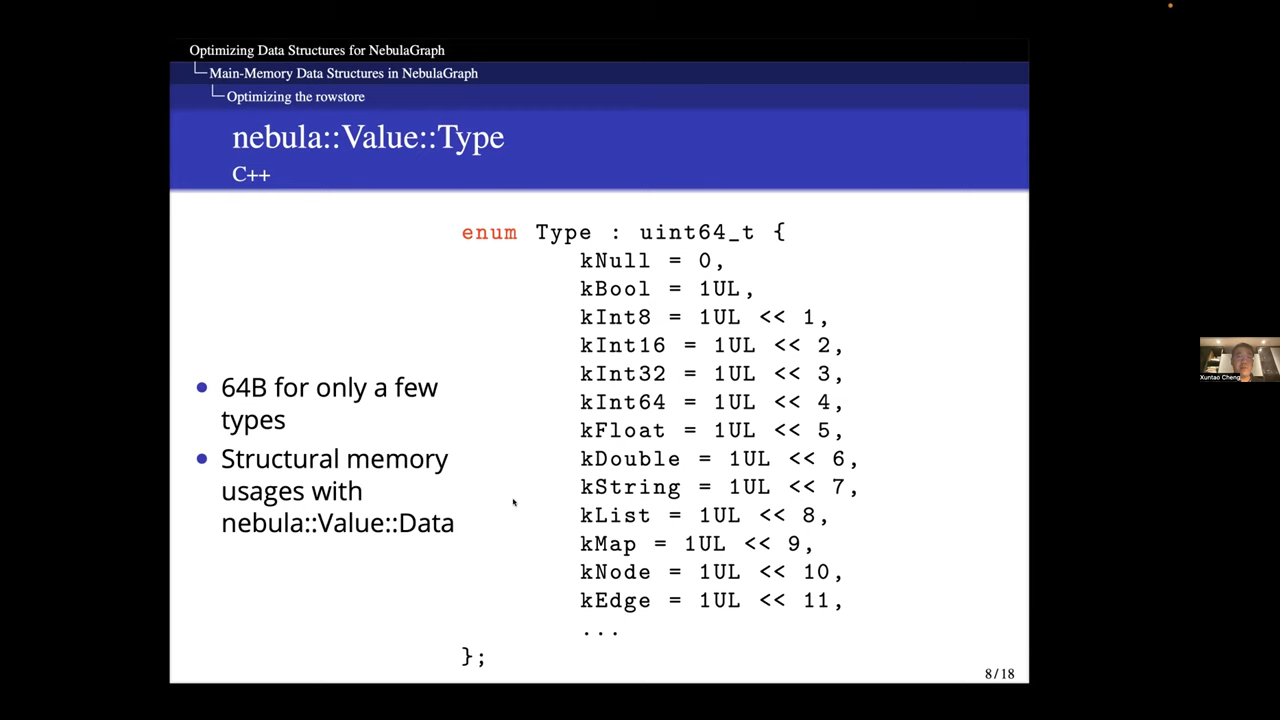 Optimizing Data Structures for NebulaGraph
Main-Memory Data Structures in NebulaGraph
Optimizing the rowstore
nebula::Value::Type
C++
• 64B for only a few
types
• Structural memory
usages with
nebula::Value::Data
enum Type : uint64_t {
kNull = 0,
kBool = 1UL,
kInt8 = 1UL << 1,
kInt16 = 1UL << 2,
kInt32 = 1UL << 3,
kInt64 = 1UL << 4,
kFloat = 1UL << 5,
kDouble = 1UL << 6,
kString = 1UL << 7,
kList = 1UL << 8,
kMap = 1UL << 9,
kNode = 1UL << 10,
kEdge = 1UL << 11,
...
};
8 / 18
Xuntao Cheng